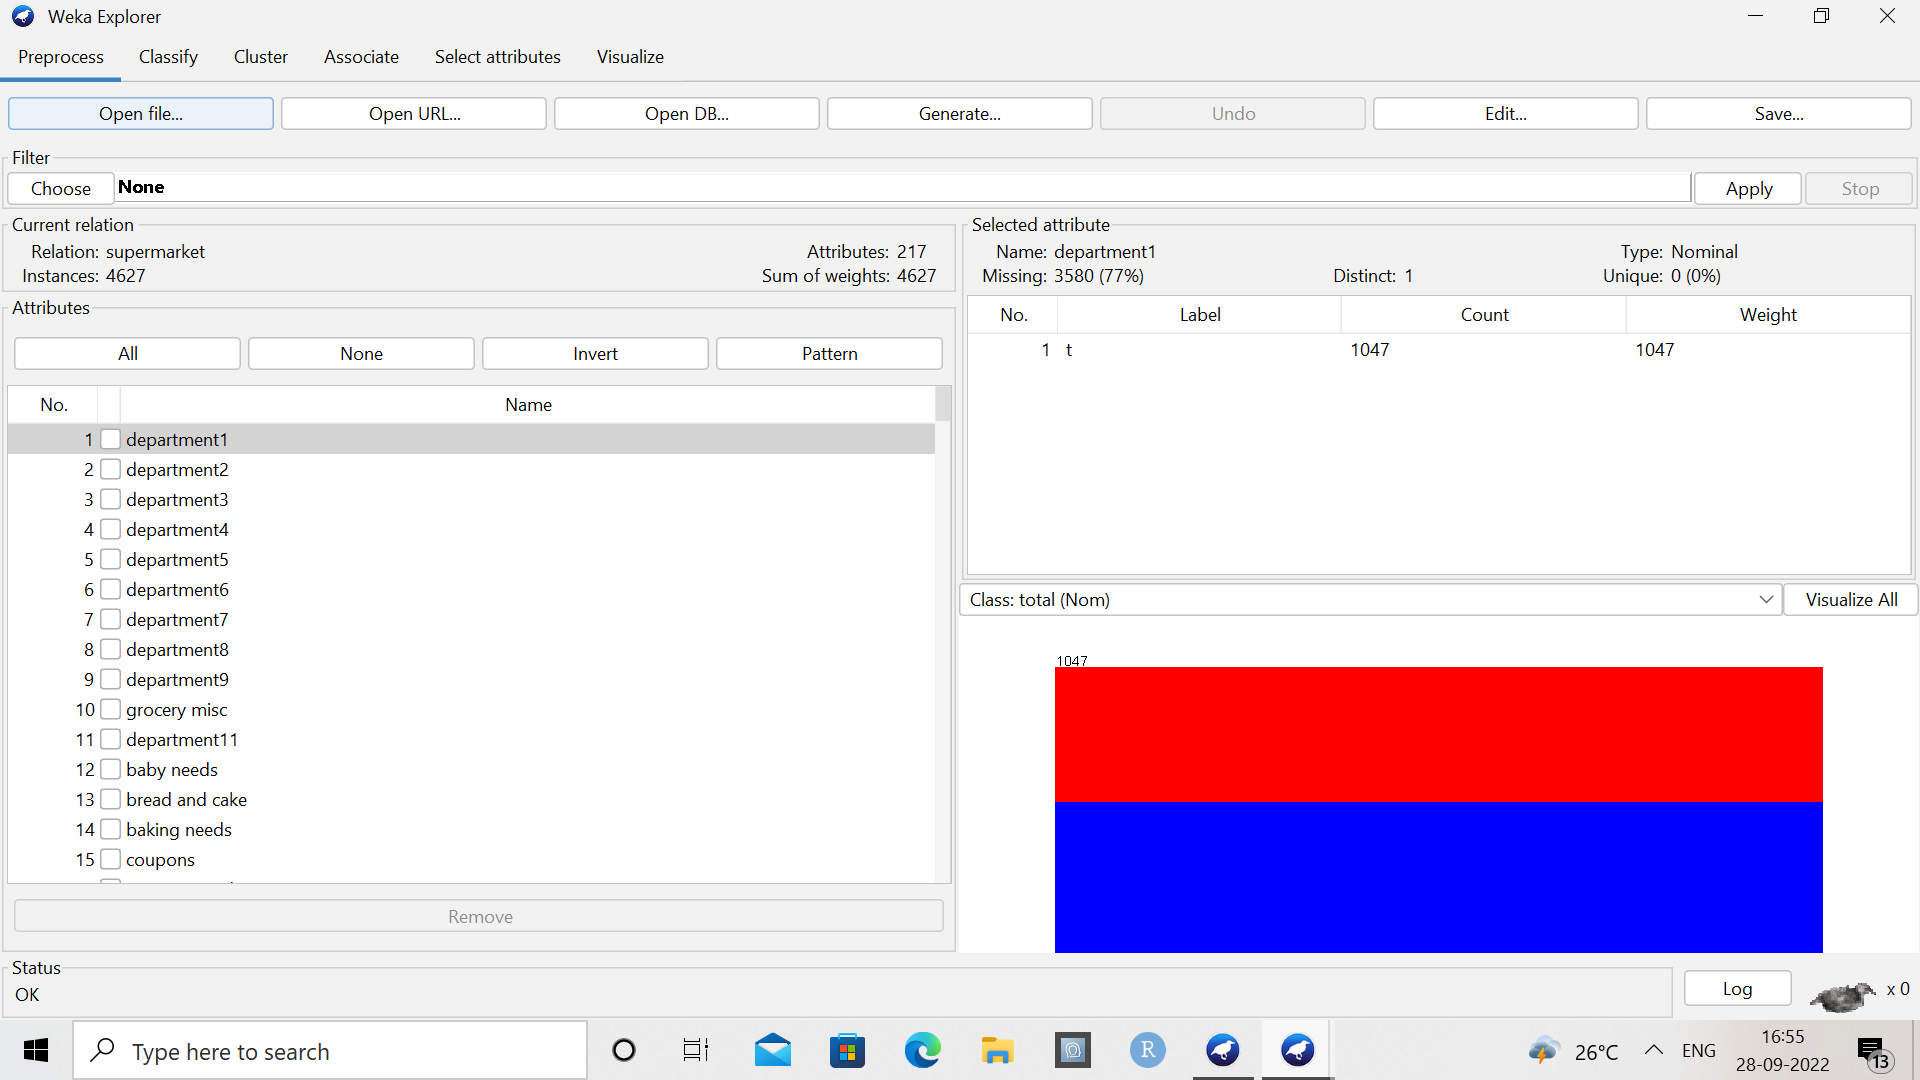 Weka Explorer
Preprocess Classify Cluster Associate Select attributes Visualize
Open file... Open URL... Open DB... Generate... Undo Edit... Save...
Filter
Choose None Apply Stop
Current relation
Relation: supermarket Attributes: 217
Instances: 4627 Sum of weights: 4627
Selected attribute
Name: department1 Type: Nominal
Missing: 3580 (77%) Distinct: 1 Unique: 0 (0%)
No. Label Count Weight
1 t 1047 1047
Attributes
All None Invert Pattern
No. Name
1 department1
2 department2
3 department3
4 department4
5 department5
6 department6
7 department7
8 department8
9 department9
10 grocery misc
11 department11
12 baby needs
13 bread and cake
14 baking needs
15 coupons
Remove
Class: total (Nom) Visualize All
1047
Status
OK
Log x 0
Type here to search
R
26°C ENG 16:55
28-09-2022
13